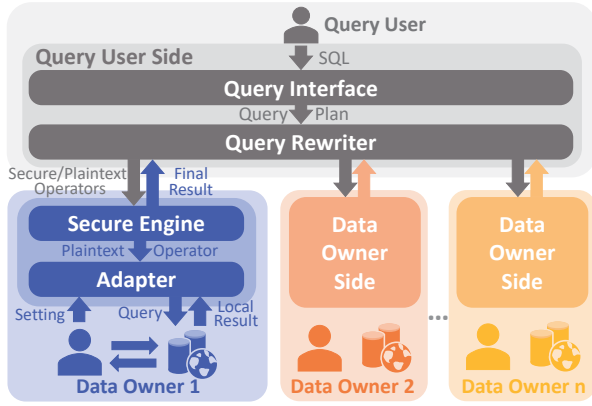 Query User
Query User Side
SQL
Query Interface
Query Plan
Query Rewriter
Secure/Plaintext Operators
Final Result
Secure Engine
Plaintext Operator
Adapter
Setting
Query
Local Result
Data Owner 1
Data
Owner
Side
Data Owner 2
...
Data
Owner
Side
Data Owner n